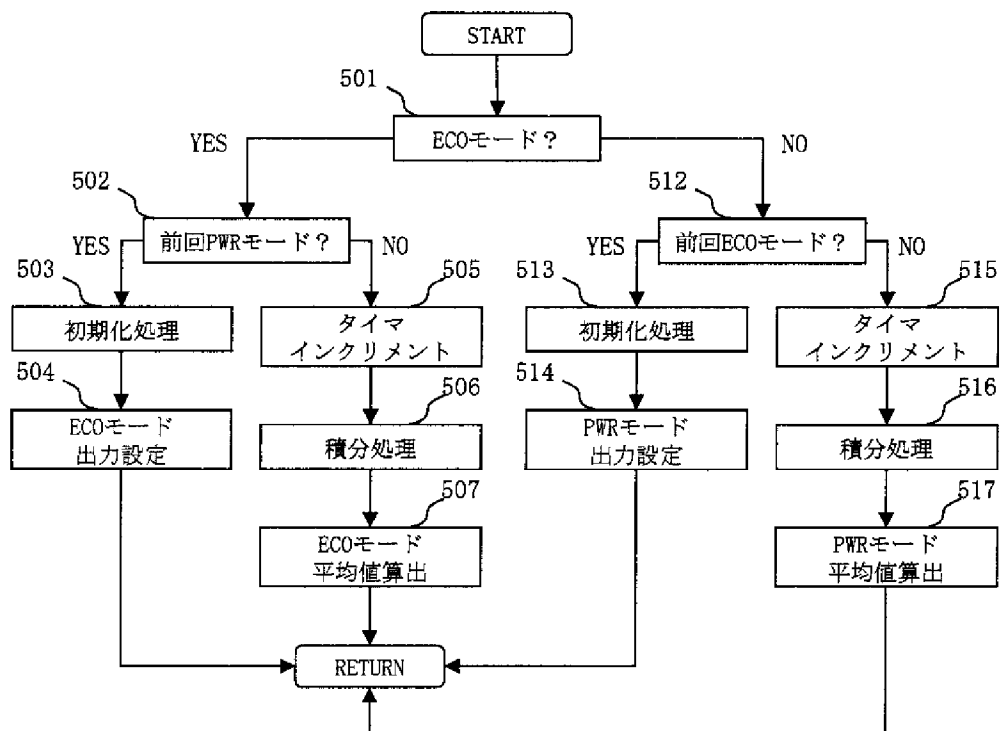 START
501
ECOモード?
YES
NO
502
前回PWRモード?
YES
NO
512
前回ECOモード?
YES
NO
503
初期化処理
505
タイマ
インクリメント
513
初期化処理
515
タイマ
インクリメント
504
ECOモード
出力設定
506
積分処理
514
PWRモード
出力設定
516
積分処理
507
ECOモード
平均値算出
517
PWRモード
平均値算出
RETURN